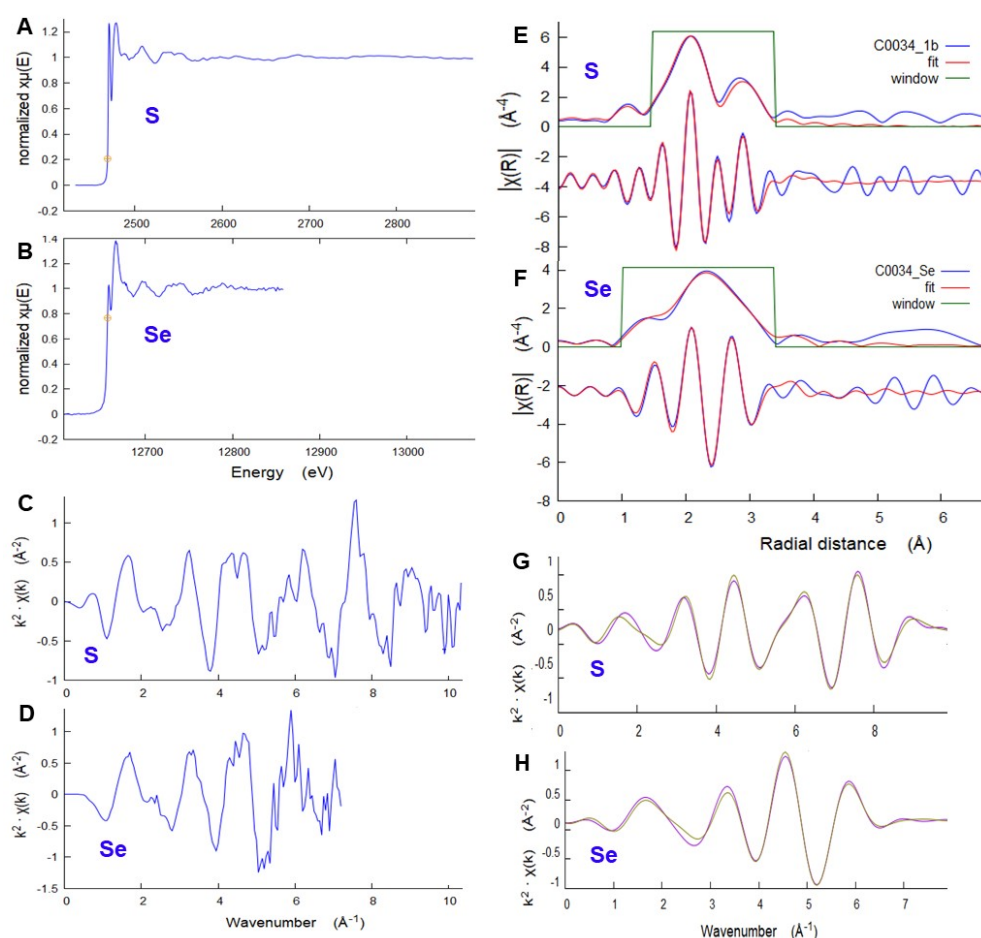 A
normalized xμ(E)
1.2
1
0.8
0.6
0.4
0.2
0
-0.2
S
2500
2600
2700
2800
B
normalized xμ(E)
1.4
1.2
1
0.8
0.6
0.4
0.2
0
-0.2
Se
12700
12800
12900
13000
Energy (eV)
C
k² · χ(k) (Å⁻²)
1
0.5
0
-0.5
-1
S
0
2
4
6
8
10
D
k² · χ(k) (Å⁻²)
1
0.5
0
-0.5
-1
-1.5
Se
0
2
4
6
8
10
Wavenumber (Å⁻¹)
E
S
C0034_1b
fit
window
|χ(R)| (Å⁻⁴)
6
4
2
0
-2
-4
-6
-8
F
Se
C0034_Se
fit
window
|χ(R)| (Å⁻⁴)
4
2
0
-2
-4
-6
-8
0
1
2
3
4
5
6
Radial distance (Å)
G
k² · χ(k) (Å⁻²)
1
0.5
0
-0.5
-1
S
0
2
4
6
8
H
k² · χ(k) (Å⁻²)
1
0.5
0
-0.5
-1
Se
0
1
2
3
4
5
6
7
Wavenumber (Å⁻¹)